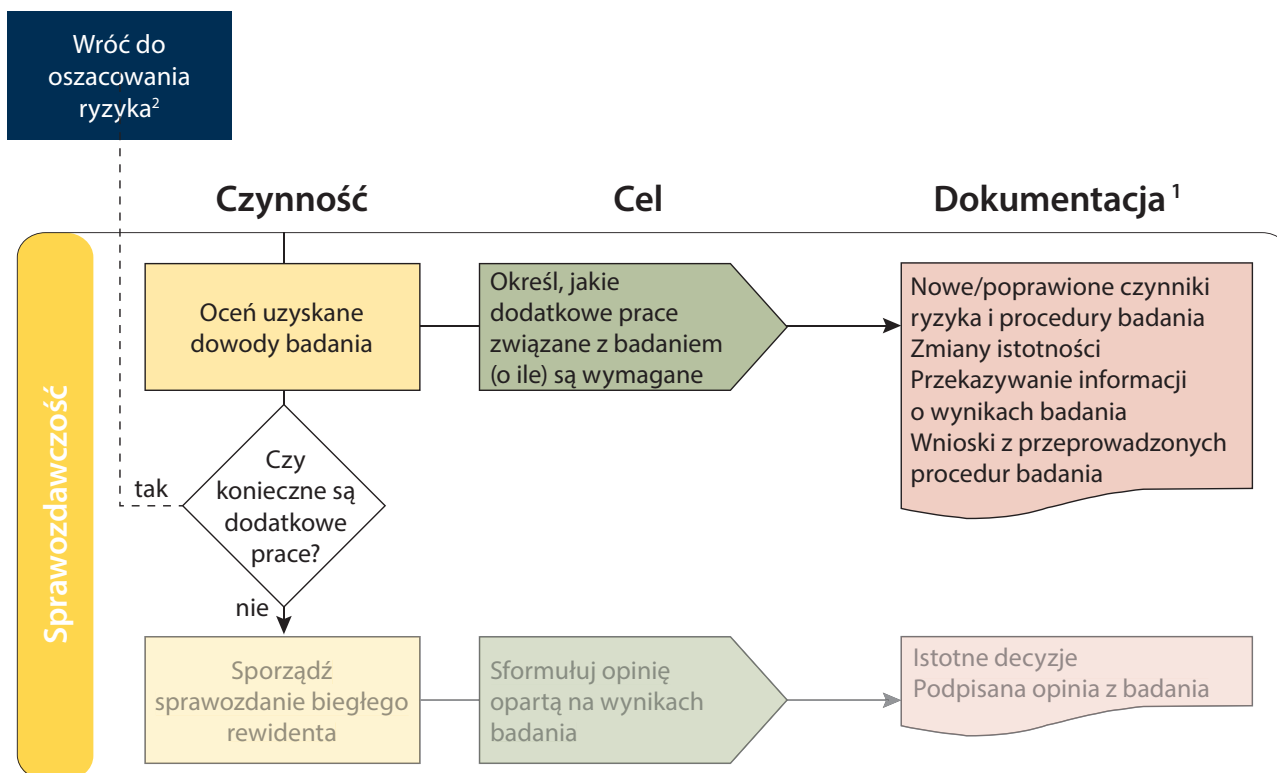 Wróć do
oszacowania
ryzyka²
Czynność
Cel
Dokumentacja ¹
Sprawozdawczość
Oceń uzyskane
dowody badania
Określ, jakie
dodatkowe prace
związane z badaniem
(o ile) są wymagane
Nowe/poprawione czynniki
ryzyka i procedury badania
Zmiany istotności
Przekazywanie informacji
o wynikach badania
Wnioski z przeprowadzonych
procedur badania
tak
Czy
konieczne są
dodatkowe
prace?
nie
Sporządź
sprawozdanie biegłego
rewidenta
Sformułuj opinię
opartą na wynikach
badania
Istotne decyzje
Podpisana opinia z badania